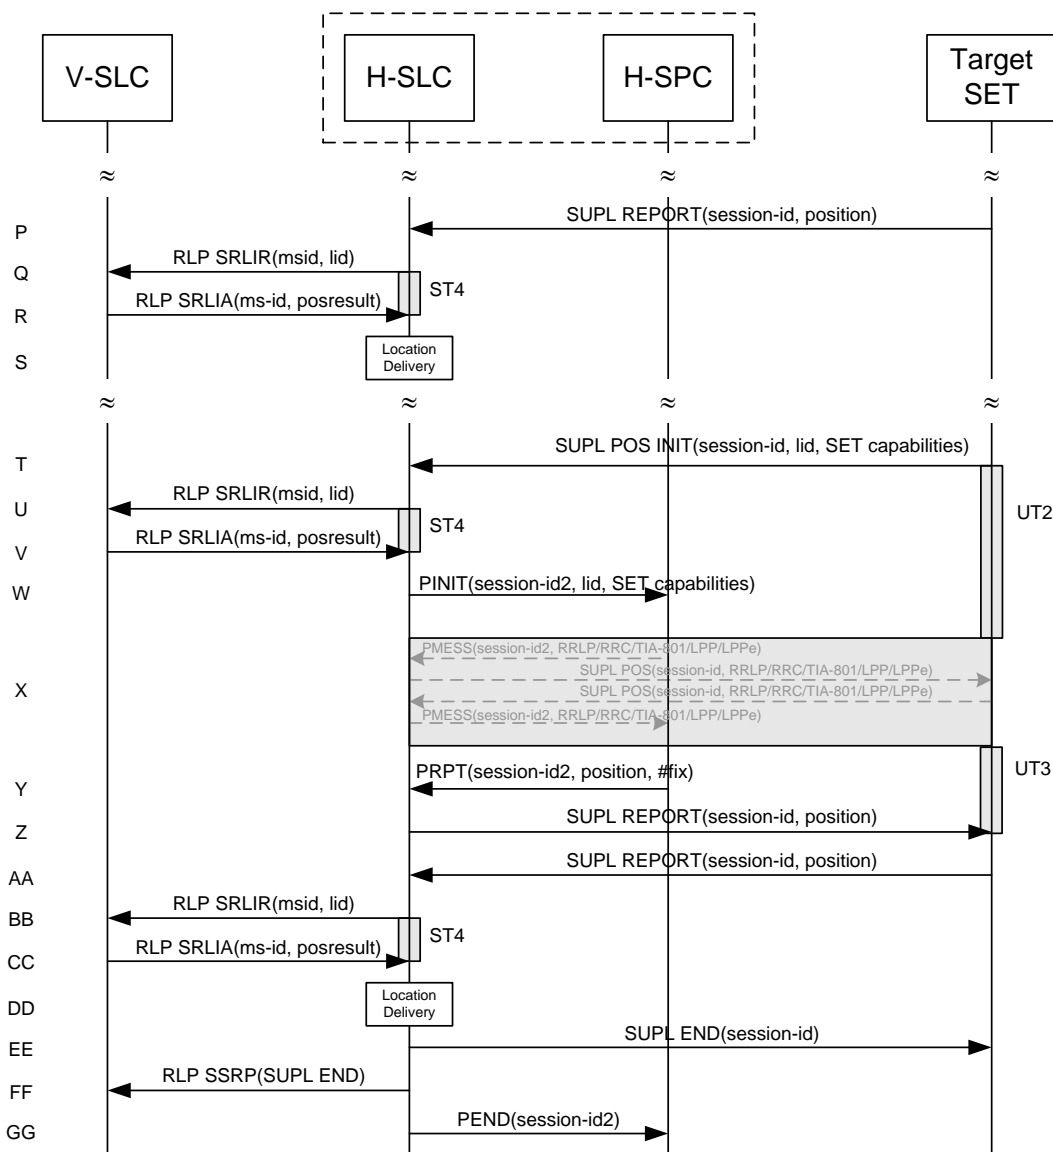 V-SLC
H-SLC
H-SPC
Target
SET
≈ ≈ ≈ ≈
P
SUPL REPORT(session-id, position)
Q
RLP SRLIR(msid, lid)
ST4
R
RLP SRLIA(ms-id, posresult)
S
Location
Delivery
≈ ≈ ≈ ≈
T
SUPL POS INIT(session-id, lid, SET capabilities)
U
RLP SRLIR(msid, lid)
ST4
UT2
V
RLP SRLIA(ms-id, posresult)
W
PINIT(session-id2, lid, SET capabilities)
X
PMESS(session-id2, RRLP/RRC/TIA-801/LPP/LPPe)
SUPL POS(session-id, RRLP/RRC/TIA-801/LPP/LPPe)
SUPL POS(session-id, RRLP/RRC/TIA-801/LPP/LPPe)
PMESS(session-id2, RRLP/RRC/TIA-801/LPP/LPPe)
Y
PRPT(session-id2, position, #fix)
UT3
Z
SUPL REPORT(session-id, position)
AA
SUPL REPORT(session-id, position)
BB
RLP SRLIR(msid, lid)
ST4
CC
RLP SRLIA(ms-id, posresult)
DD
Location
Delivery
EE
SUPL END(session-id)
FF
RLP SSRP(SUPL END)
GG
PEND(session-id2)